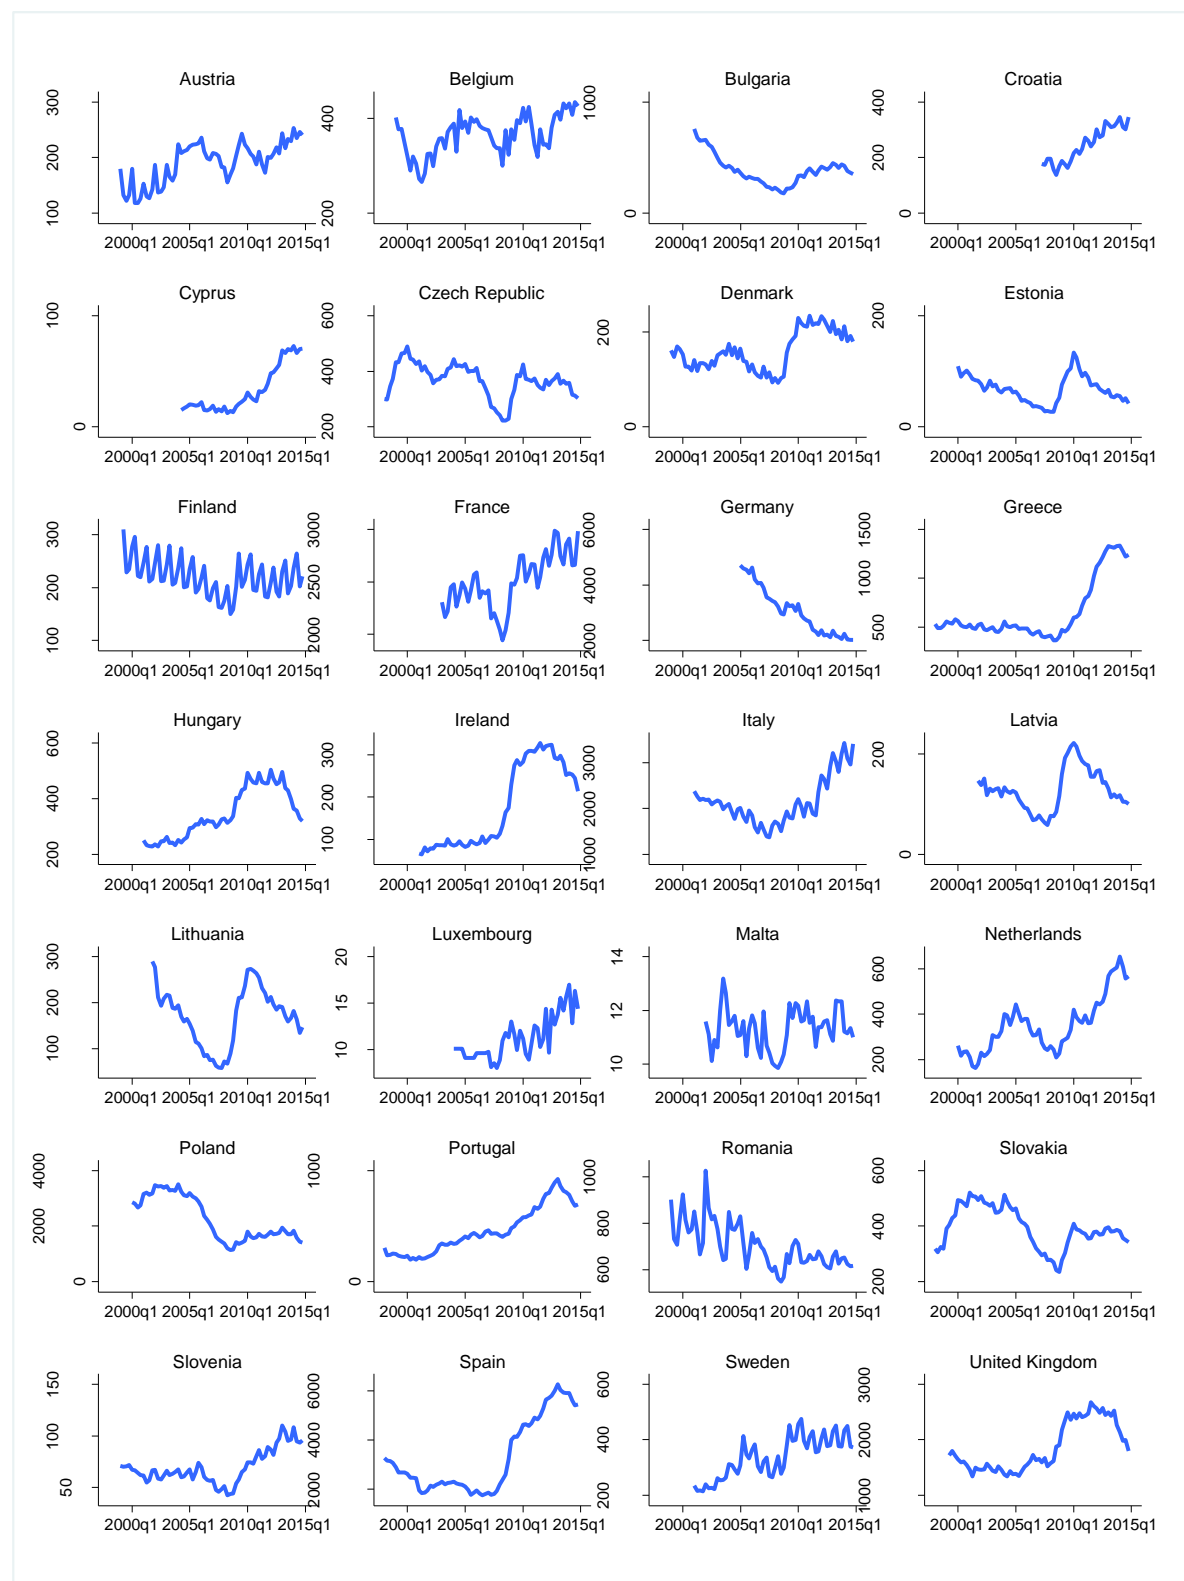 Austria
300
200
100
2000q1 2005q1 2010q1 2015q1
Belgium
400
200
2000q1 2005q1 2010q1 2015q1
Bulgaria
1000
0
2000q1 2005q1 2010q1 2015q1
Croatia
400
200
0
2000q1 2005q1 2010q1 2015q1
Cyprus
100
0
2000q1 2005q1 2010q1 2015q1
Czech Republic
600
400
200
2000q1 2005q1 2010q1 2015q1
Denmark
200
0
2000q1 2005q1 2010q1 2015q1
Estonia
200
0
2000q1 2005q1 2010q1 2015q1
Finland
300
200
100
2000q1 2005q1 2010q1 2015q1
France
3000
2500
2000
2000q1 2005q1 2010q1 2015q1
Germany
6000
4000
2000
2000q1 2005q1 2010q1 2015q1
Greece
1500
1000
500
2000q1 2005q1 2010q1 2015q1
Hungary
600
400
200
2000q1 2005q1 2010q1 2015q1
Ireland
300
200
100
2000q1 2005q1 2010q1 2015q1
Italy
3000
2000
1000
2000q1 2005q1 2010q1 2015q1
Latvia
200
0
2000q1 2005q1 2010q1 2015q1
Lithuania
300
200
100
2000q1 2005q1 2010q1 2015q1
Luxembourg
20
15
10
2000q1 2005q1 2010q1 2015q1
Malta
14
12
10
2000q1 2005q1 2010q1 2015q1
Netherlands
600
400
200
2000q1 2005q1 2010q1 2015q1
Poland
4000
2000
0
2000q1 2005q1 2010q1 2015q1
Portugal
1000
0
2000q1 2005q1 2010q1 2015q1
Romania
1000
800
600
2000q1 2005q1 2010q1 2015q1
Slovakia
600
400
200
2000q1 2005q1 2010q1 2015q1
Slovenia
150
100
50
2000q1 2005q1 2010q1 2015q1
Spain
6000
4000
2000
2000q1 2005q1 2010q1 2015q1
Sweden
600
400
200
2000q1 2005q1 2010q1 2015q1
United Kingdom
3000
2000
1000
2000q1 2005q1 2010q1 2015q1